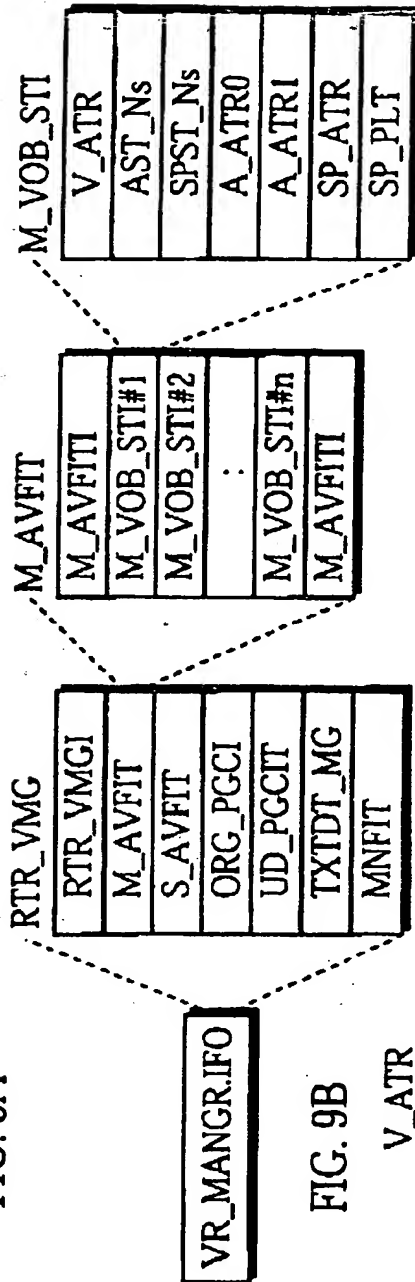 FIG.
VR_MANGR.IFO
RTR_VMG
RTR_VMGI
M_AVFIT
S_AVFIT
ORG_PGCI
UD_PGCIT
TXTDT_MG
MNFIT
M_AVFIT
M_AVFITI
M_VOB_STI#1
M_VOB_STI#2
:
M_VOB_STI#n
M_AVFITI
M_VOB_STI
V_ATR
AST_Ns
SPST_Ns
A_ATR0
A_ATR1
SP_ATR
SP_PLT
FIG. 9B
V_ATR